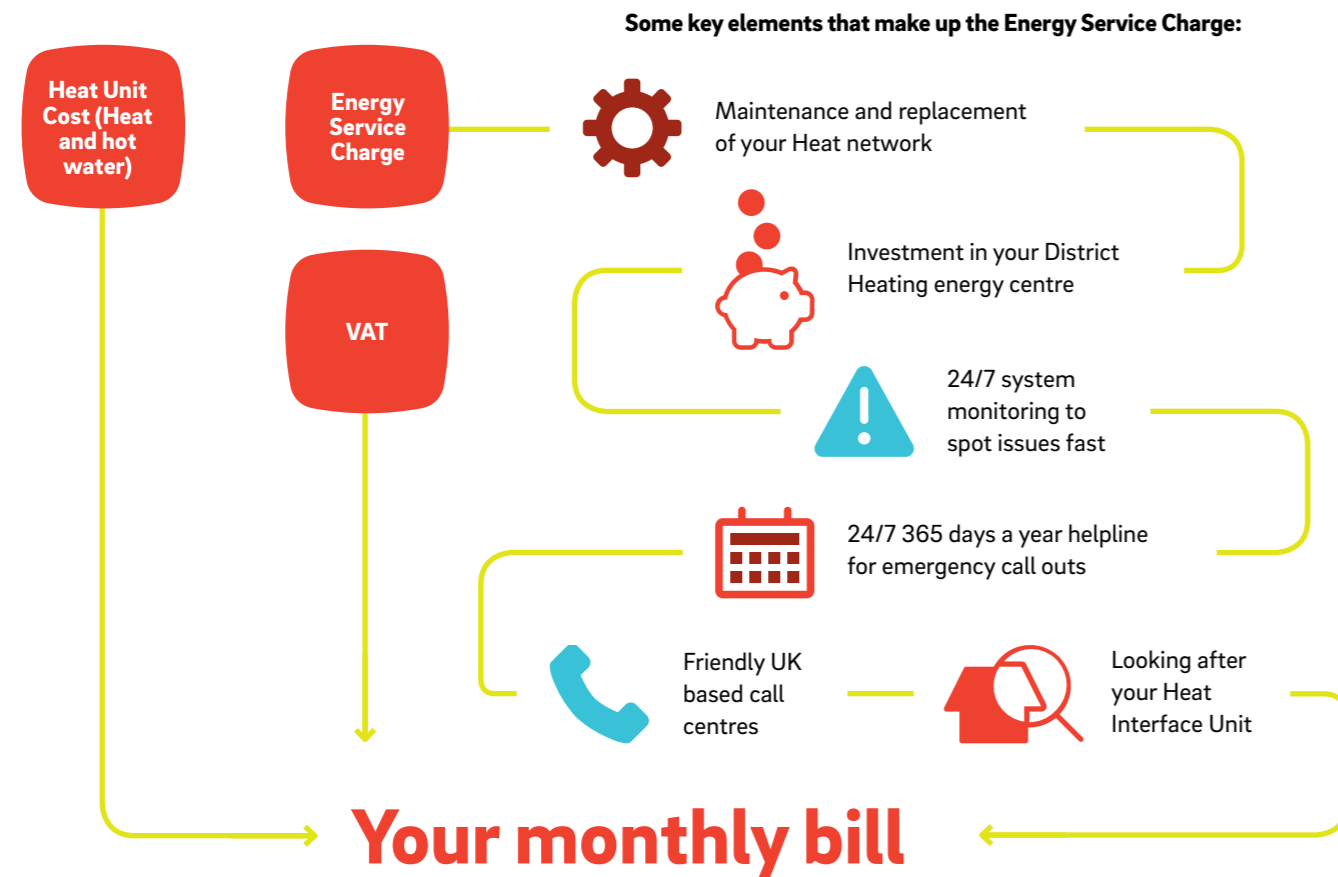 Some key elements that make up the Energy Service Charge:
Heat Unit
Cost (Heat
and hot
water)
Energy
Service
Charge
Maintenance and replacement
of your Heat network
Investment in your District
Heating energy centre
VAT
24/7 system
monitoring to
spot issues fast
24/7 365 days a year helpline
for emergency call outs
Friendly UK
based call
centres
Looking after
your Heat
Interface Unit
Your monthly bill